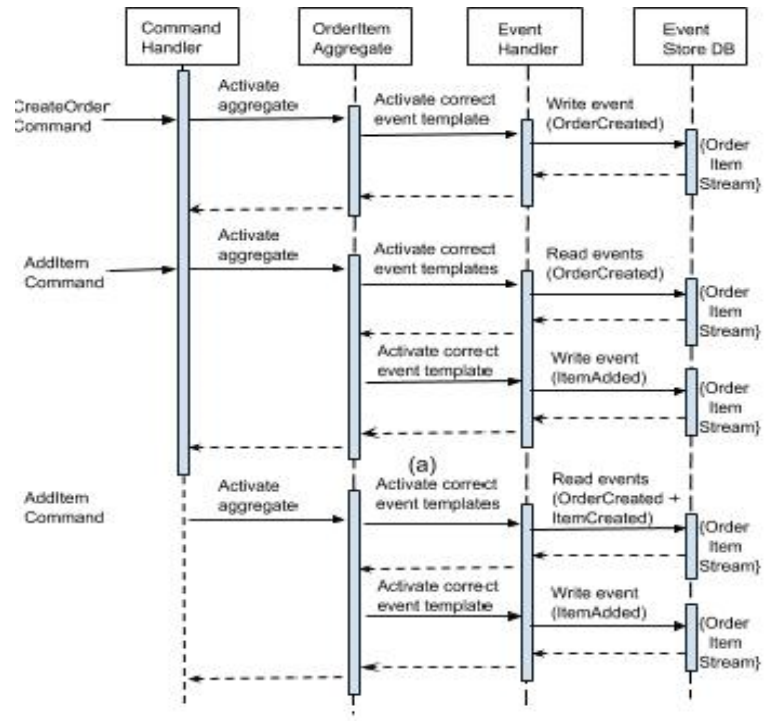 Command
Handler
OrderItem
Aggregate
Event
Handler
Event
Store DB
CreateOrder
Command
Activate
aggregate
Activate correct
event template
Write event
(OrderCreated)
{Order
Item
Stream}
AddItem
Command
Activate
aggregate
Activate correct
event templates
Read events
(OrderCreated)
{Order
Item
Stream}
Activate correct
event template
Write event
(ItemAdded)
{Order
Item
Stream}
(a)
AddItem
Command
Activate
aggregate
Activate correct
event templates
Read events
(OrderCreated +
ItemCreated)
{Order
Item
Stream}
Activate correct
event template
Write event
(ItemAdded)
{Order
Item
Stream}